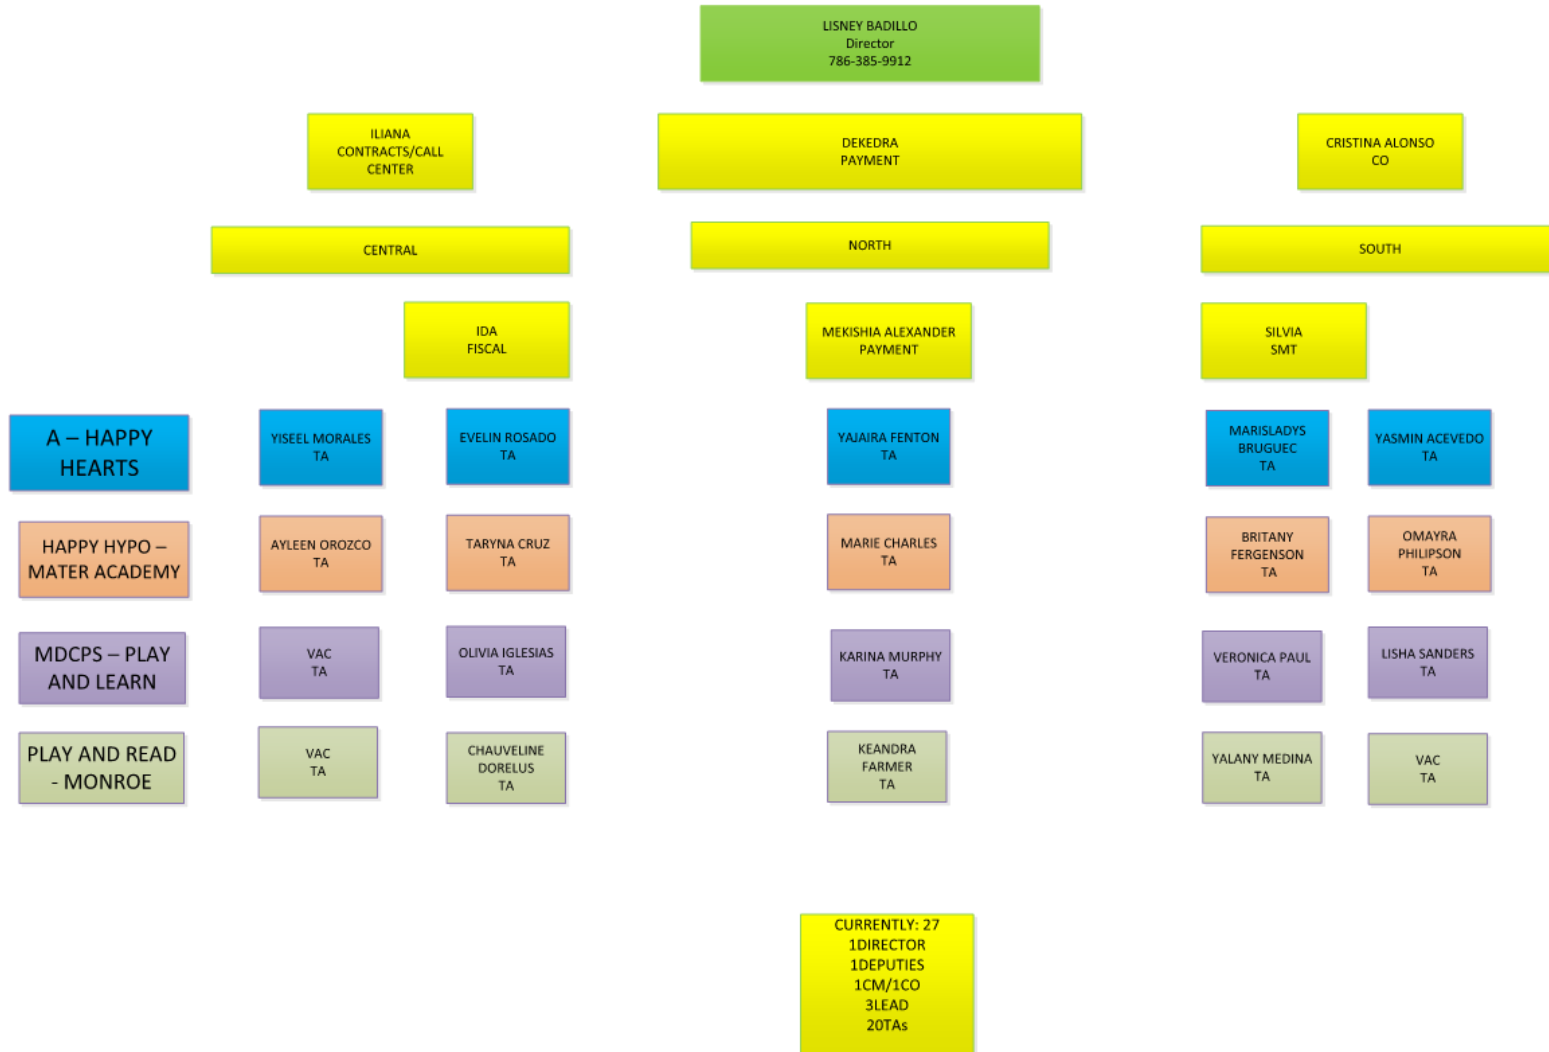 LISNEY BADILLO
Director
786-385-9912
ILIANA
CONTRACTS/CALL
CENTER
DEKEDRA
PAYMENT
CRISTINA ALONSO
CO
CENTRAL
NORTH
SOUTH
IDA
FISCAL
MEKISHIA ALEXANDER
PAYMENT
SILVIA
SMT
A – HAPPY
HEARTS
YISEEL MORALES
TA
EVELIN ROSADO
TA
YAJAIRA FENTON
TA
MARISLADYS
BRUGUEC
TA
YASMIN ACEVEDO
TA
HAPPY HYPO –
MATER ACADEMY
AYLEEN OROZCO
TA
TARYNA CRUZ
TA
MARIE CHARLES
TA
BRITANY
FERGENSON
TA
OMAYRA
PHILIPSON
TA
MDCPS – PLAY
AND LEARN
VAC
TA
OLIVIA IGLESIAS
TA
KARINA MURPHY
TA
VERONICA PAUL
TA
LISHA SANDERS
TA
PLAY AND READ
- MONROE
VAC
TA
CHAUVELINE
DORELUS
TA
KEANDRA
FARMER
TA
YALANY MEDINA
TA
VAC
TA
CURRENTLY: 27
1DIRECTOR
1DEPUTIES
1CM/1CO
3LEAD
20TAs